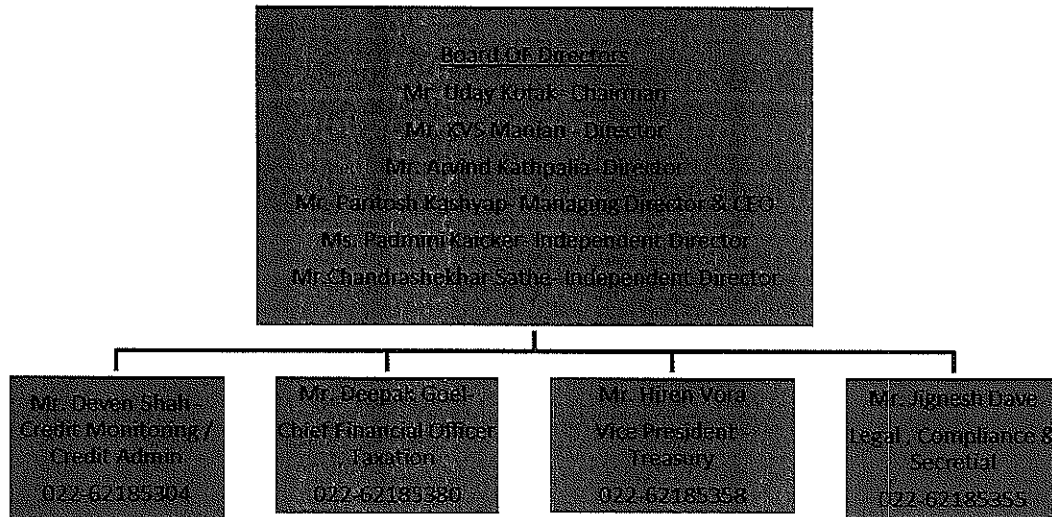 Board OF Directors
Mr. Uday Kotak- Chairman
Mr. KVS Manian - Director
Mr. Arvind Kathpalia- Director
Mr. Paritosh Kashyap- Managing Director & CEO
Ms. Padmini Kaicker- Independent Director
Mr.Chandrashekhar Sathe- Independent Director
Mr. Deven Shah -
Credit Monitoring /
Credit Admin
022-62185304
Mr. Deepak Goel-
Chief Financial Officer
Taxation
022-62185380
Mr. Hiren Vora
Vice President -
Treasury
022-62185358
Mr. Jignesh Dave
Legal , Compliance &
Secretial
022-62185355